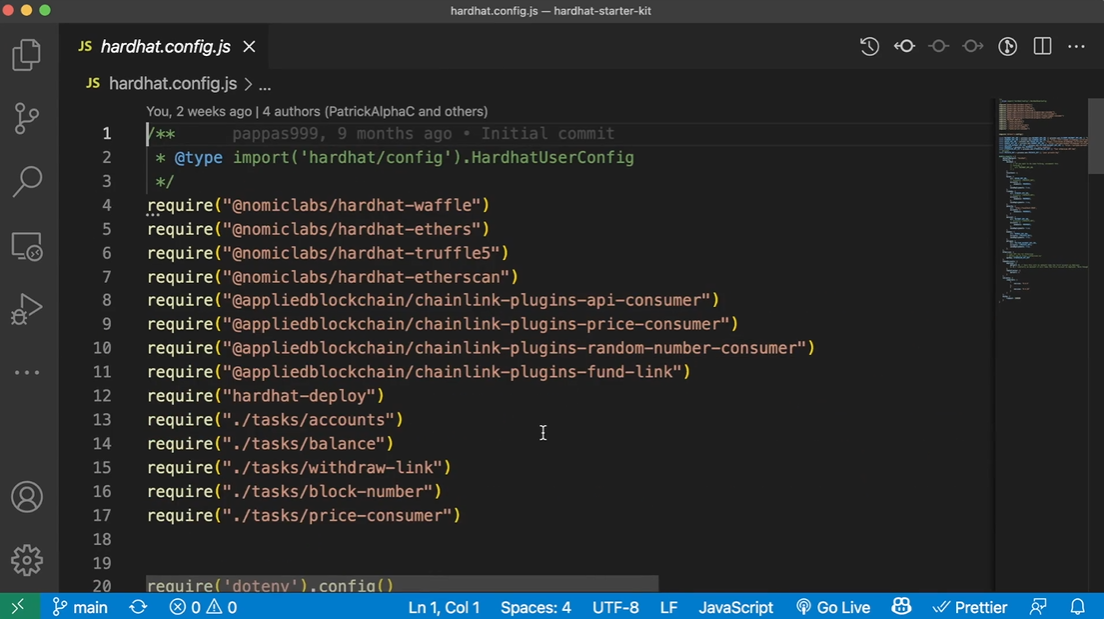 hardhat.config.js — hardhat-starter-kit
JS hardhat.config.js
JS hardhat.config.js > ...
You, 2 weeks ago | 4 authors (PatrickAlphaC and others)
1 /** pappas999, 9 months ago • Initial commit
2 * @type import('hardhat/config').HardhatUserConfig
3 */
4 require("@nomiclabs/hardhat-waffle")
5 require("@nomiclabs/hardhat-ethers")
6 require("@nomiclabs/hardhat-truffle5")
7 require("@nomiclabs/hardhat-etherscan")
8 require("@appliedblockchain/chainlink-plugins-api-consumer")
9 require("@appliedblockchain/chainlink-plugins-price-consumer")
10 require("@appliedblockchain/chainlink-plugins-random-number-consumer")
11 require("@appliedblockchain/chainlink-plugins-fund-link")
12 require("hardhat-deploy")
13 require("./tasks/accounts")
14 require("./tasks/balance")
15 require("./tasks/withdraw-link")
16 require("./tasks/block-number")
17 require("./tasks/price-consumer")
18
19
20 require('dotenv').config()
main 0 0 Ln 1, Col 1 Spaces: 4 UTF-8 LF JavaScript Go Live Prettier